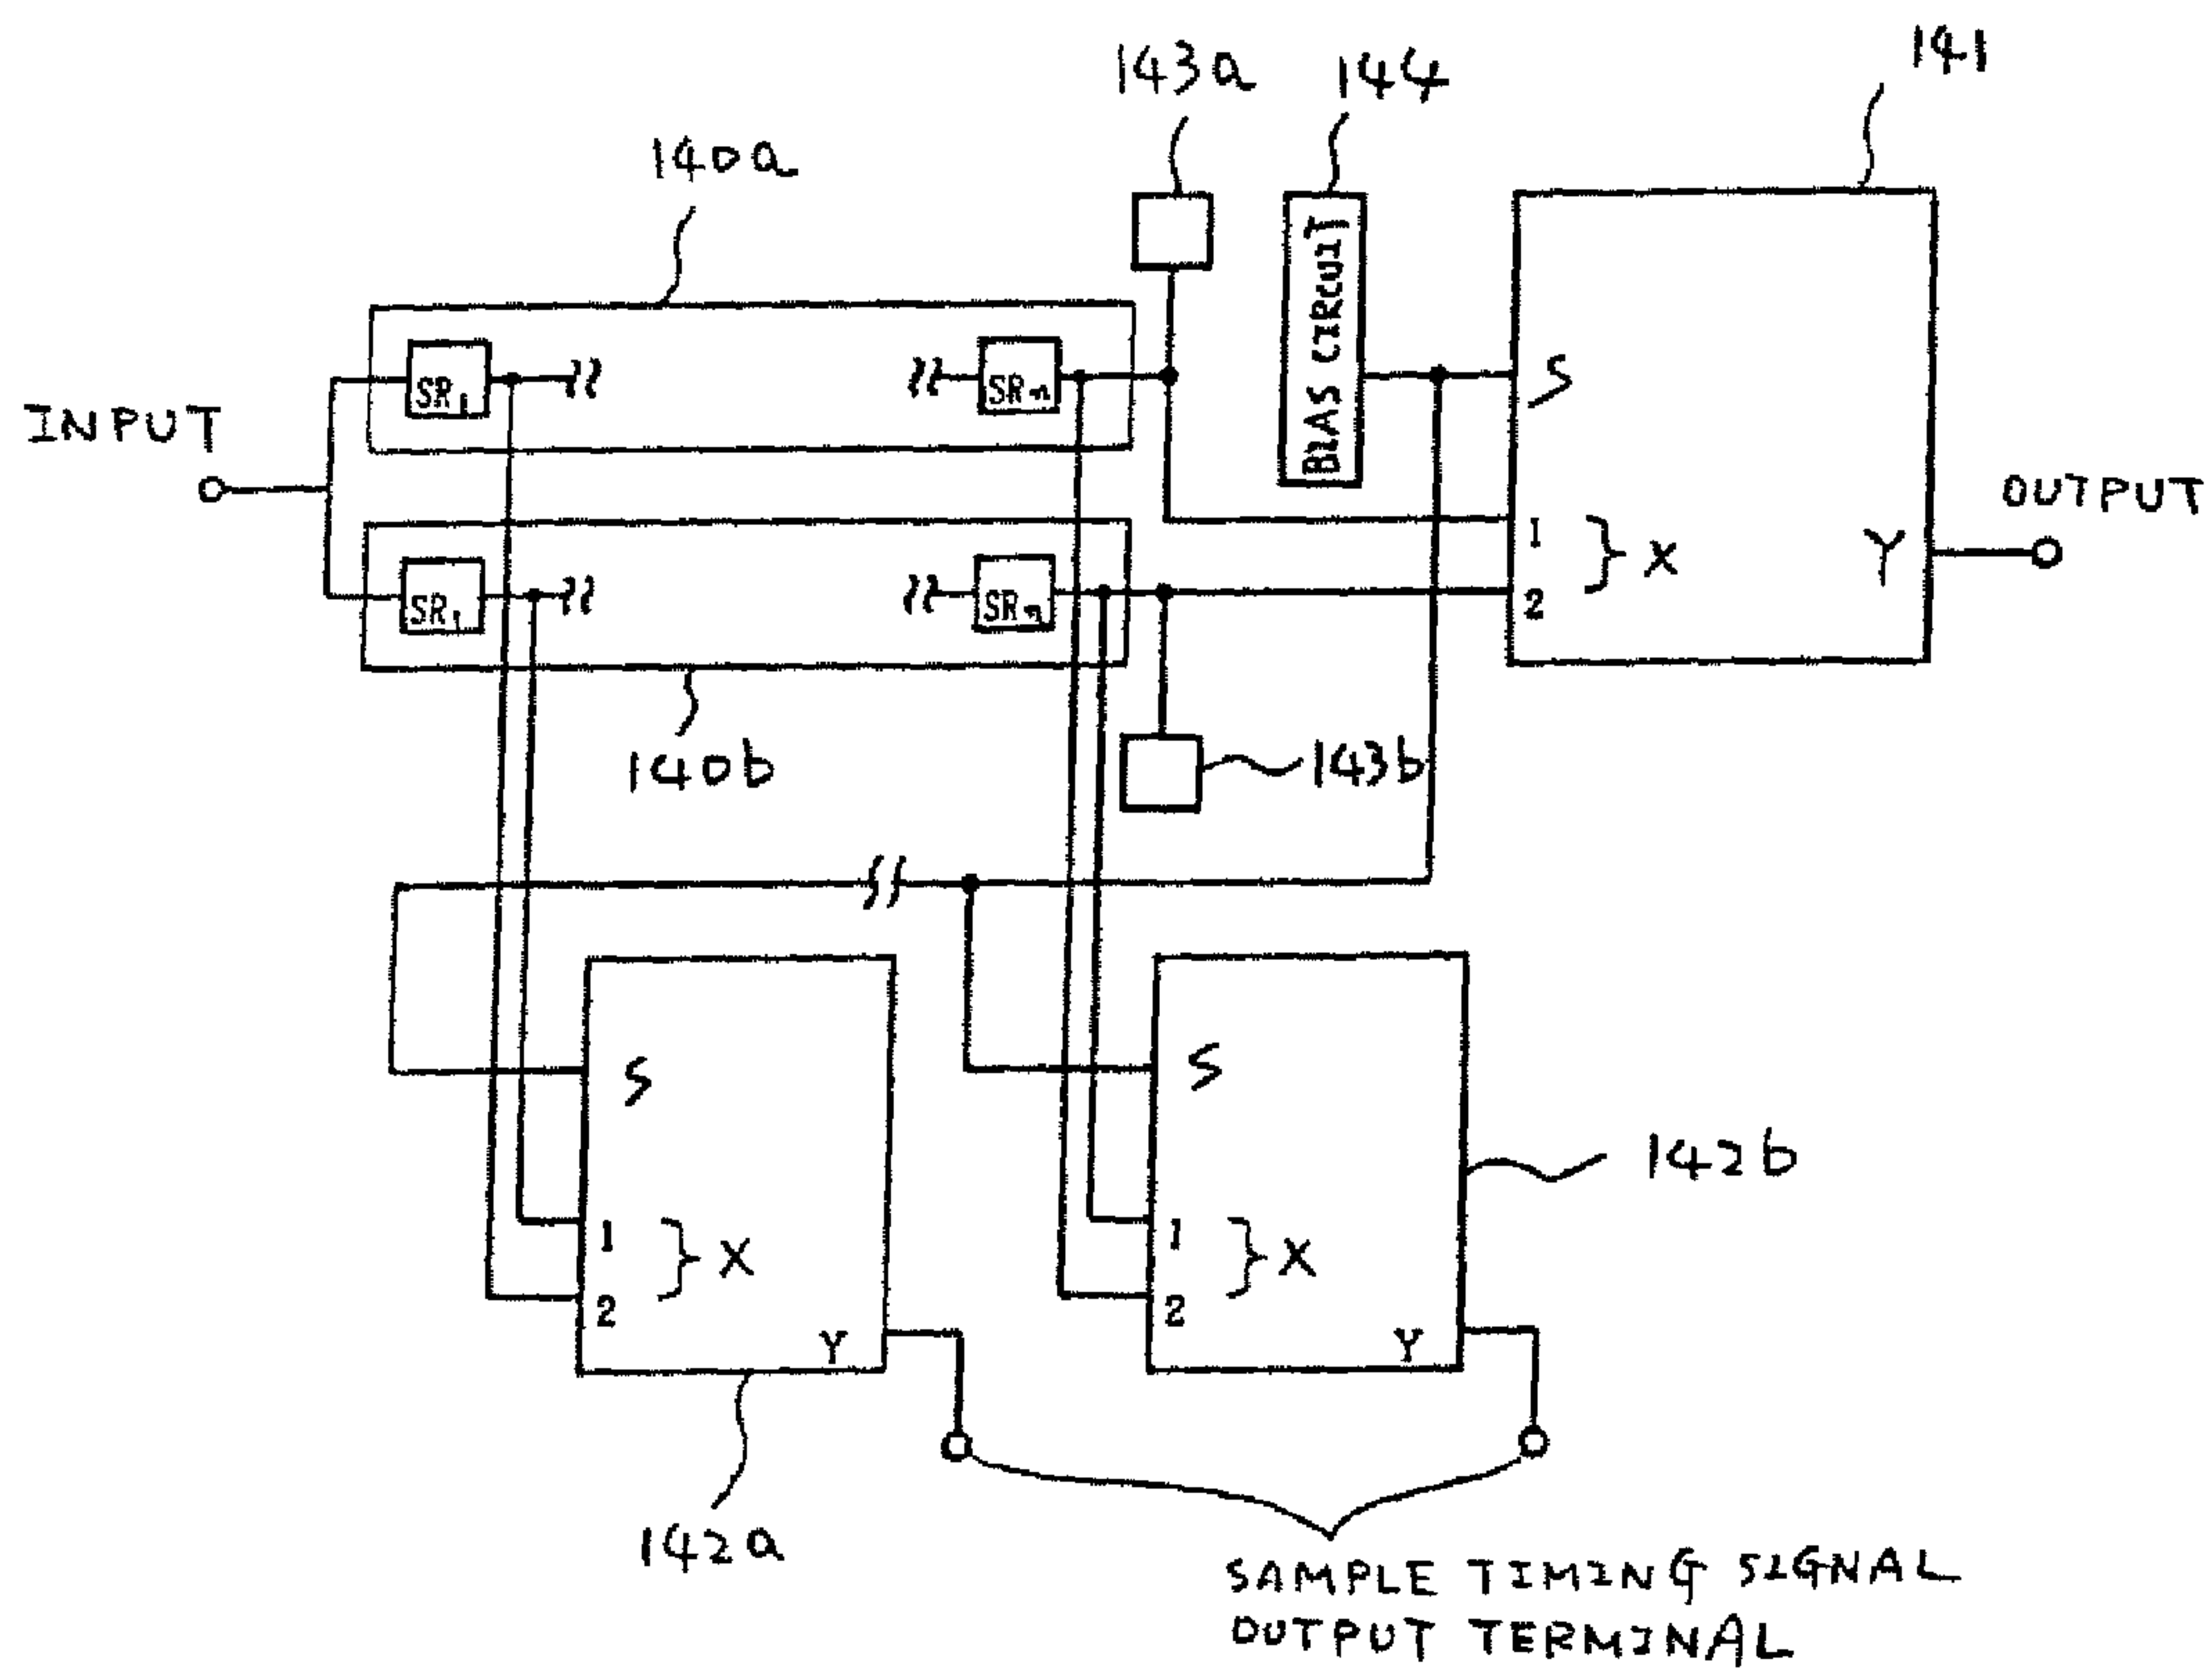 141
143a
144
140a
BIAS CIRCUIT
SR1
SRn
S
INPUT
OUTPUT
1
2
} X
Y
SR1
SRn
140b
143b
S
1
2
} X
Y
S
1
2
} X
Y
142b
142a
SAMPLE TIMING SIGNAL
OUTPUT TERMINAL